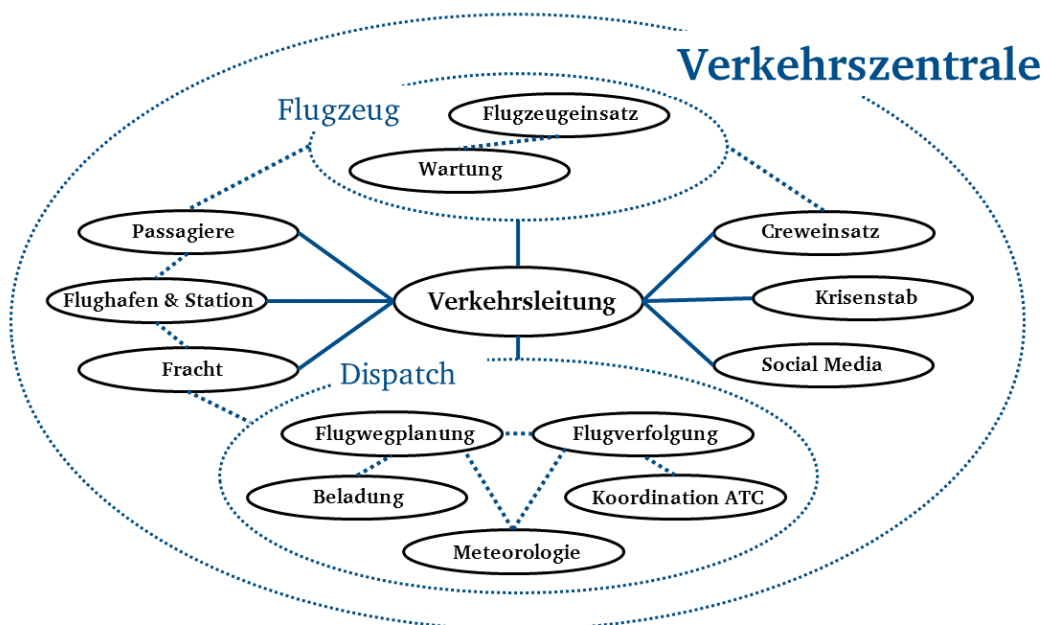 Verkehrszentrale
Flugzeug
Flugzeugeinsatz
Wartung
Passagiere
Creweinsatz
Flughafen & Station
Verkehrsleitung
Krisenstab
Fracht
Social Media
Dispatch
Flugwegplanung
Flugverfolgung
Beladung
Koordination ATC
Meteorologie